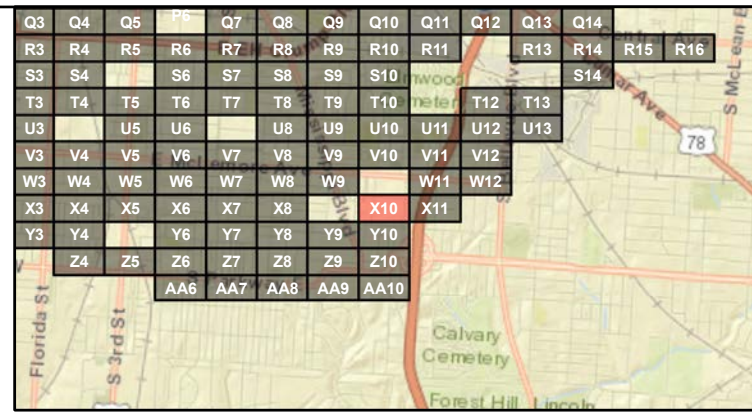 P6
Q3 Q4 Q5 Q7 Q8 Q9 Q10 Q11 Q12 Q13 Q14
R3 R4 R5 R6 R7 R8 R9 R10 R11 R13 R14 R15 R16
S3 S4 S6 S7 S8 S9 S10 S14
T3 T4 T5 T6 T7 T8 T9 T10 T12 T13
U3 U5 U6 U8 U9 U10 U11 U12 U13
V3 V4 V5 V6 V7 V8 V9 V10 V11 V12
W3 W4 W5 W6 W7 W8 W9 W11 W12
X3 X4 X5 X6 X7 X8 X10 X11
Y3 Y4 Y6 Y7 Y8 Y9 Y10
Z4 Z5 Z6 Z7 Z8 Z9 Z10
AA6 AA7 AA8 AA9 AA10
Central Ave
S McLean B
78
Florida St
S 3rd St
Calvary
Cemetery
Forest Hill Lincoln